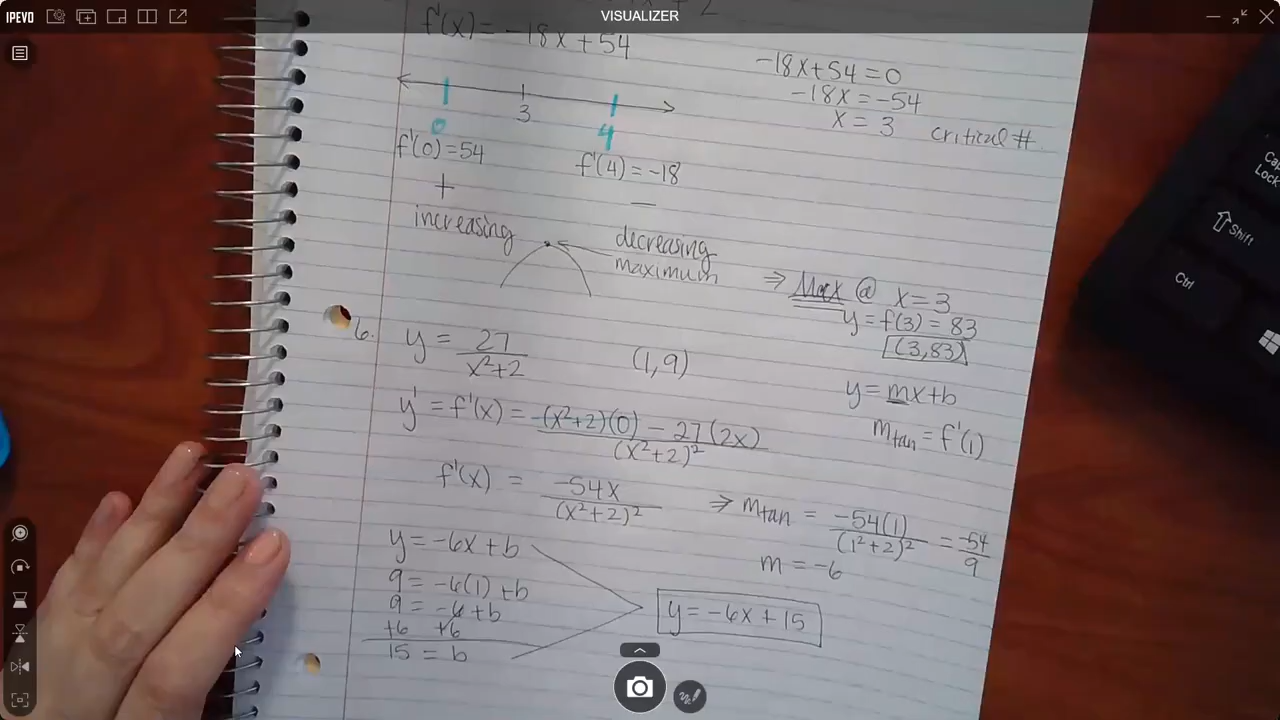 IPEVO
VISUALIZER
f'(x) = -18x + 54
-18x+54 = 0
-18x = -54
x = 3 critical #
3
0
4
f'(0) = 54
f'(4) = -18
+
—
increasing
decreasing
maximum
⇒ Max @ x = 3
y = f(3) = 83
(3,83)
6. y = 27/(x²+2) (1,9)
y = mx+b
y' = f'(x) = (x²+2)(0) - 27(2x)/(x²+2)²
m tan = f'(1)
f'(x) = -54x/(x²+2)²
⇒ m tan = -54(1)/(1²+2)² = -54/9
m = -6
y = -6x + b
9 = -6(1) + b
9 = -6 + b
+6 +6
15 = b
y = -6x + 15
Shift
Ctrl
Lock